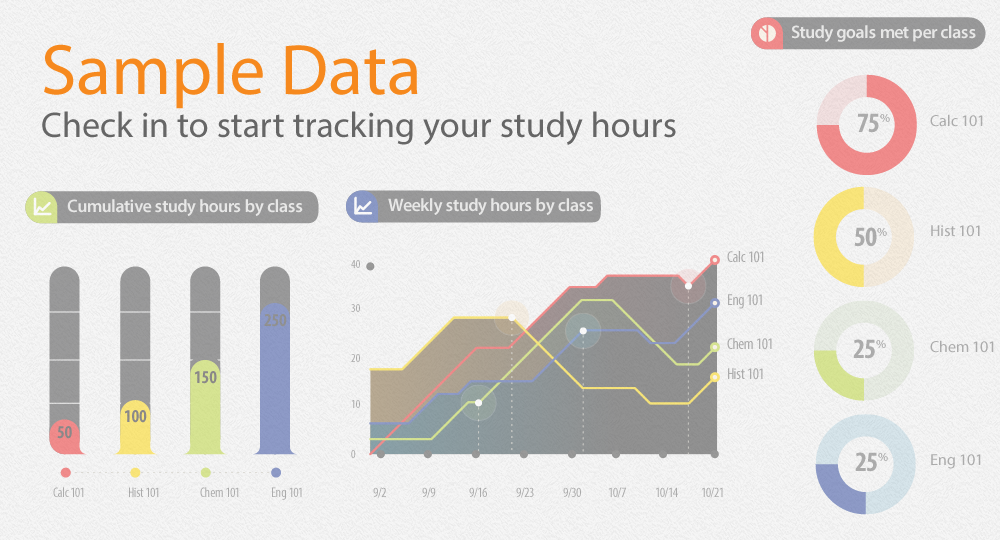 Sample Data
Check in to start tracking your study hours
Study goals met per class
75%
Calc 101
50%
Hist 101
25%
Chem 101
25%
Eng 101
Cumulative study hours by class
50
100
150
250
Calc 101
Hist 101
Chem 101
Eng 101
Weekly study hours by class
40
30
20
10
0
Calc 101
Eng 101
Chem 101
Hist 101
9/2
9/9
9/16
9/23
9/30
10/7
10/14
10/21